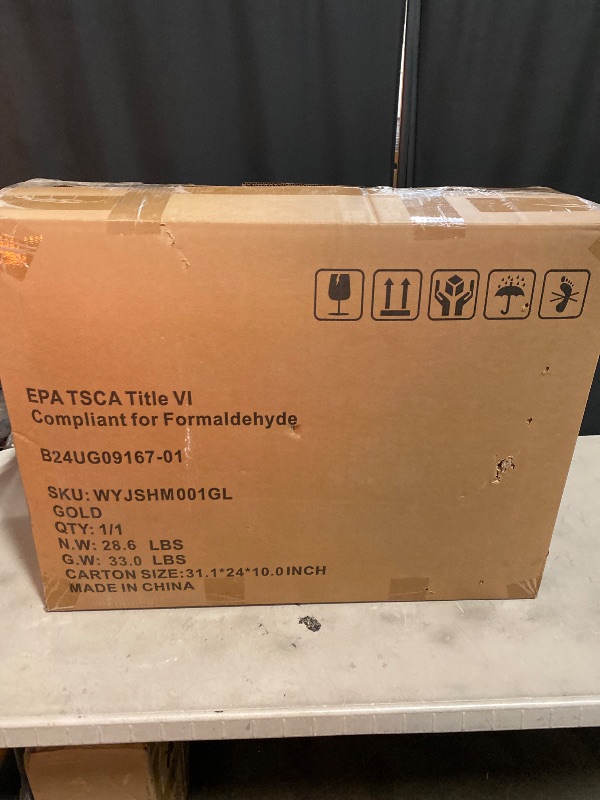 EPA TSCA Title VI
Compliant for Formaldehyde
B24UG09167-01
SKU: WYJSHM001GL
GOLD
QTY: 1/1
N.W: 28.6 LBS
G.W: 33.0 LBS
CARTON SIZE:31.1*24*10.0INCH
MADE IN CHINA